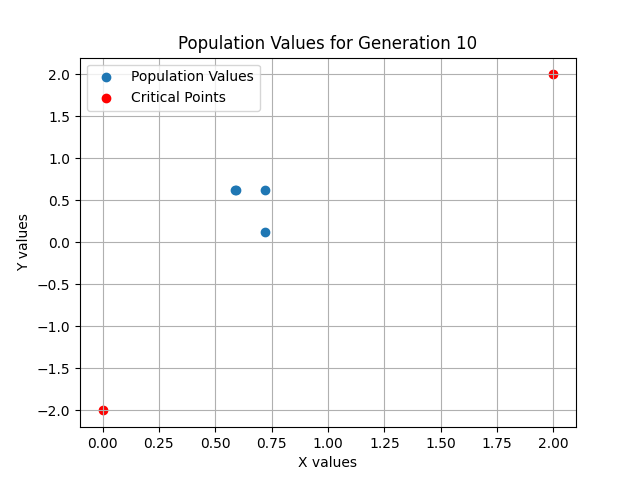 Population Values for Generation 10
Population Values
Critical Points
2.0
1.5
1.0
0.5
0.0
−0.5
−1.0
−1.5
−2.0
Y values
0.00 0.25 0.50 0.75 1.00 1.25 1.50 1.75 2.00
X values